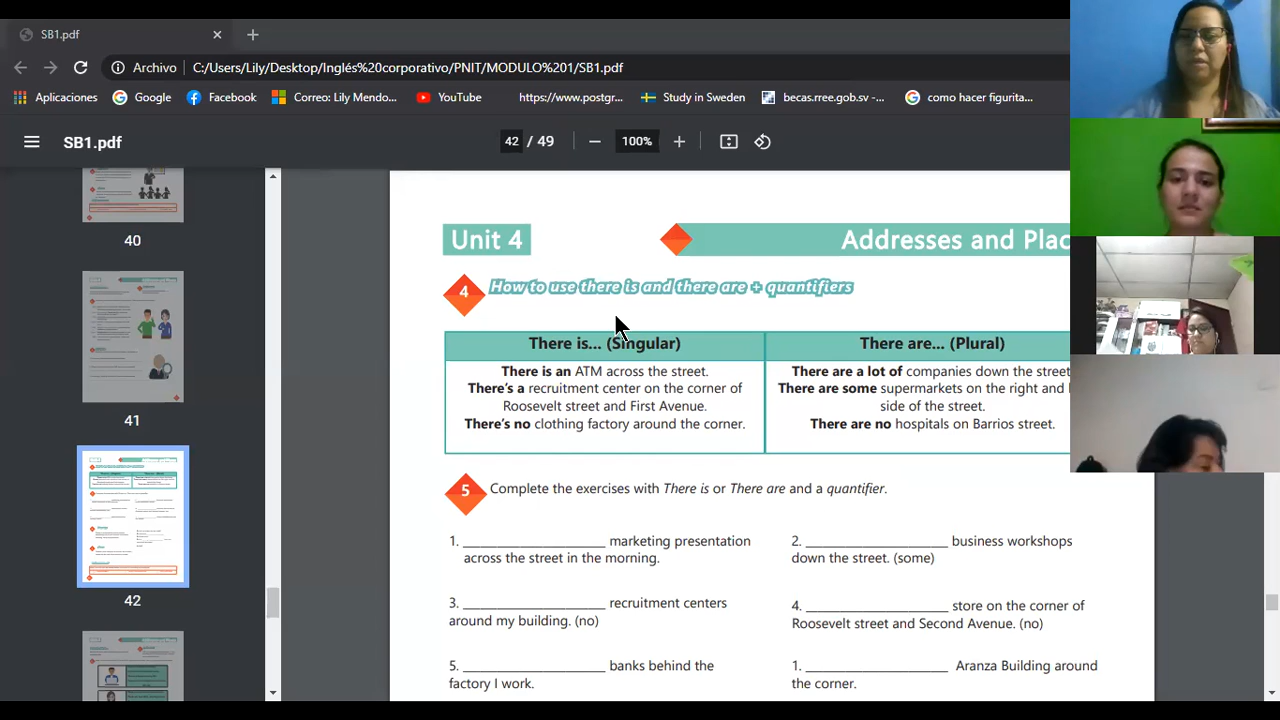 SB1.pdf
Archivo C:/Users/Lily/Desktop/Inglés%20corporativo/PNIT/MODULO%201/SB1.pdf
Aplicaciones Google Facebook Correo: Lily Mendo... YouTube https://www.postgr... Study in Sweden becas.rree.gob.sv -... como hacer figurita...
SB1.pdf 42 / 49 100%
40
41
42
Unit 4 Addresses and Plac
4 How to use there is and there are + quantifiers
There is... (Singular) There are... (Plural)
There is an ATM across the street.
There's a recruitment center on the corner of
Roosevelt street and First Avenue.
There's no clothing factory around the corner.
There are a lot of companies down the street
There are some supermarkets on the right and
side of the street.
There are no hospitals on Barrios street.
5 Complete the exercises with There is or There are and a quantifier.
1. ________________ marketing presentation
across the street in the morning.
2. ________________ business workshops
down the street. (some)
3. ________________ recruitment centers
around my building. (no)
4. ________________ store on the corner of
Roosevelt street and Second Avenue. (no)
5. ________________ banks behind the
factory I work.
1. ________________ Aranza Building around
the corner.